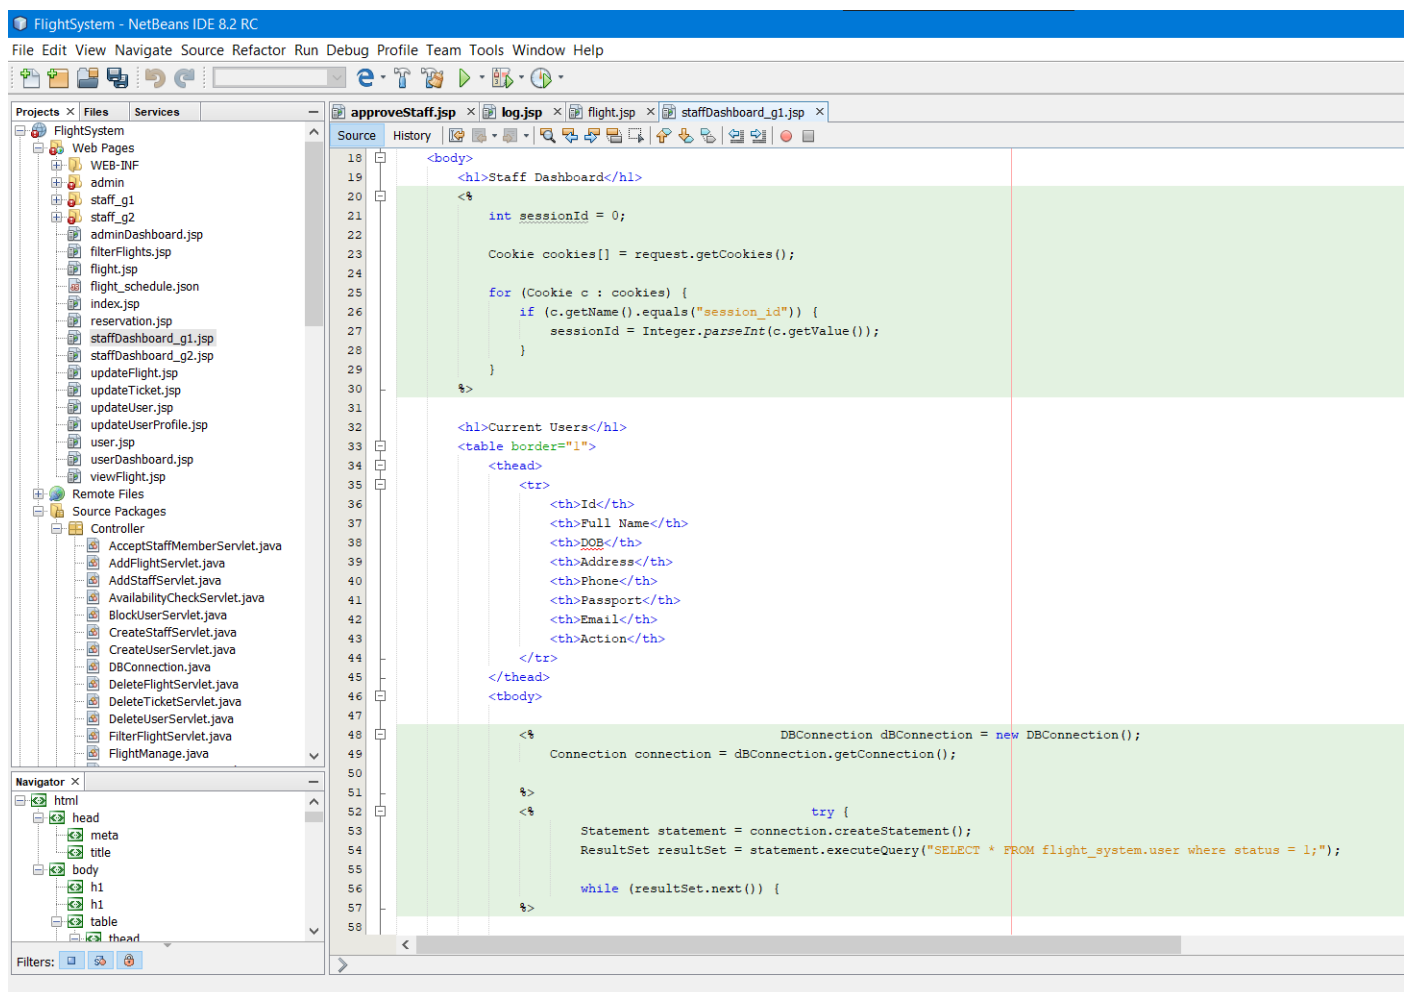 FlightSystem - NetBeans IDE 8.2 RC
File Edit View Navigate Source Refactor Run Debug Profile Team Tools Window Help
Projects Files Services
FlightSystem
Web Pages
WEB-INF
admin
staff_g1
staff_g2
adminDashboard.jsp
filterFlights.jsp
flight.jsp
flight_schedule.json
index.jsp
reservation.jsp
staffDashboard_g1.jsp
staffDashboard_g2.jsp
updateFlight.jsp
updateTicket.jsp
updateUser.jsp
updateUserProfile.jsp
user.jsp
userDashboard.jsp
viewFlight.jsp
Remote Files
Source Packages
Controller
AcceptStaffMemberServlet.java
AddFlightServlet.java
AddStaffServlet.java
AvailabilityCheckServlet.java
BlockUserServlet.java
CreateStaffServlet.java
CreateUserServlet.java
DBConnection.java
DeleteFlightServlet.java
DeleteTicketServlet.java
DeleteUserServlet.java
FilterFlightServlet.java
FlightManage.java
Navigator
html
head
meta
title
body
h1
h1
table
thead
Filters:
approveStaff.jsp log.jsp flight.jsp staffDashboard_g1.jsp
Source History
18 <body>
19 <h1>Staff Dashboard</h1>
20 <%
21 int sessionId = 0;
22
23 Cookie cookies[] = request.getCookies();
24
25 for (Cookie c : cookies) {
26 if (c.getName().equals("session_id")) {
27 sessionId = Integer.parseInt(c.getValue());
28 }
29 }
30 %>
31
32 <h1>Current Users</h1>
33 <table border="1">
34 <thead>
35 <tr>
36 <th>Id</th>
37 <th>Full Name</th>
38 <th>DOB</th>
39 <th>Address</th>
40 <th>Phone</th>
41 <th>Passport</th>
42 <th>Email</th>
43 <th>Action</th>
44 </tr>
45 </thead>
46 <tbody>
47
48 <% DBConnection dBConnection = new DBConnection();
49 Connection connection = dBConnection.getConnection();
50
51 %>
52 <% try {
53 Statement statement = connection.createStatement();
54 ResultSet resultSet = statement.executeQuery("SELECT * FROM flight_system.user where status = 1;");
55
56 while (resultSet.next()) {
57 %>
58